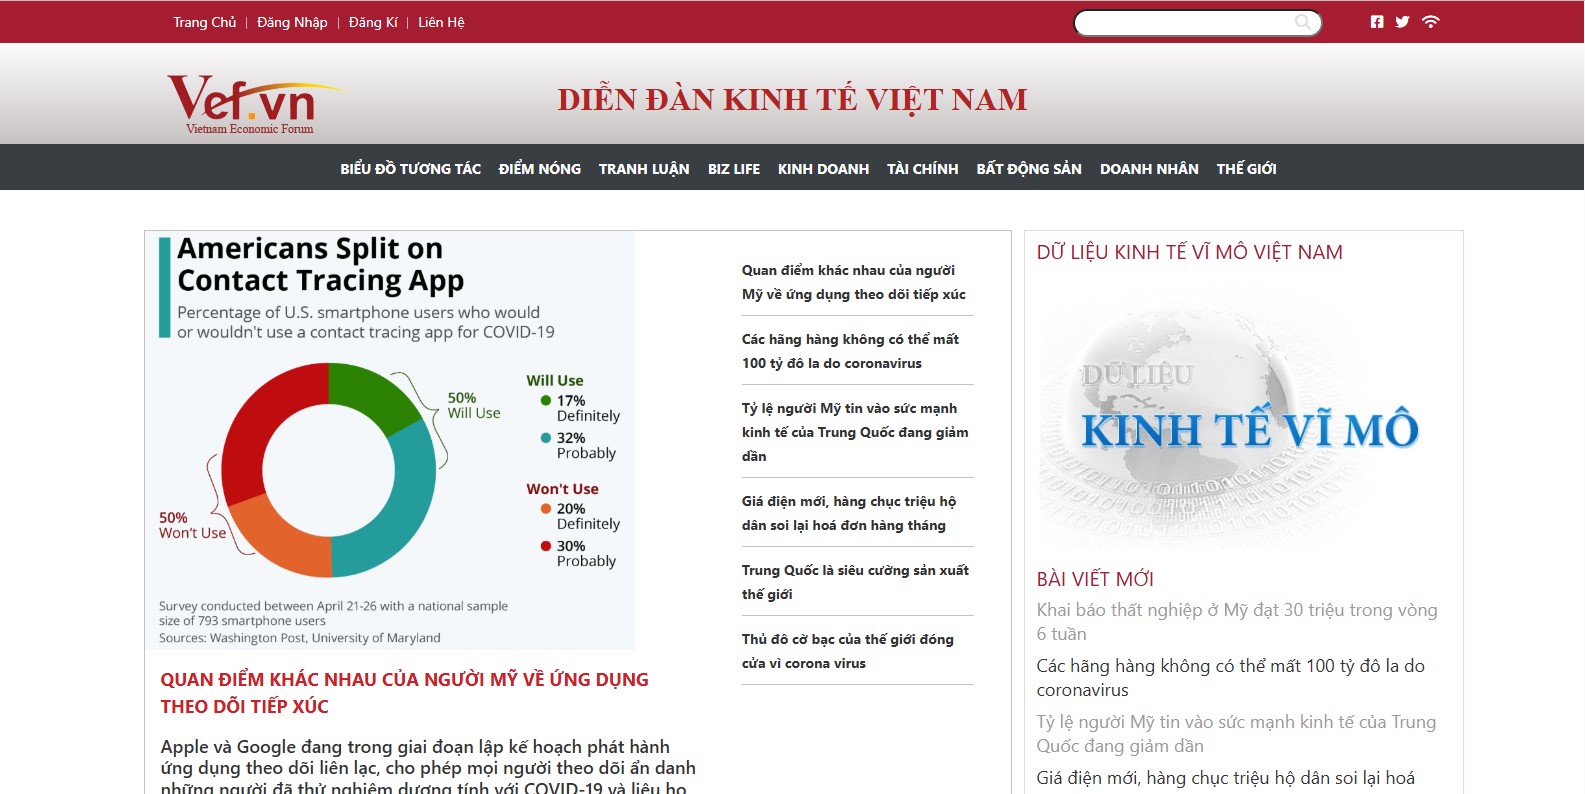 Trang Chủ | Đăng Nhập | Đăng Kí | Liên Hệ
Vef.vn
Vietnam Economic Forum
DIỄN ĐÀN KINH TẾ VIỆT NAM
BIỂU ĐỒ TƯƠNG TÁC ĐIỂM NÓNG TRANH LUẬN BIZ LIFE KINH DOANH TÀI CHÍNH BẤT ĐỘNG SẢN DOANH NHÂN THẾ GIỚI
Americans Split on
Contact Tracing App
Percentage of U.S. smartphone users who would
or wouldn't use a contact tracing app for COVID-19
50%
Will Use
50%
Won't Use
Will Use
17%
Definitely
32%
Probably
Won't Use
20%
Definitely
30%
Probably
Survey conducted between April 21-26 with a national sample
size of 793 smartphone users
Sources: Washington Post, University of Maryland
QUAN ĐIỂM KHÁC NHAU CỦA NGƯỜI MỸ VỀ ỨNG DỤNG
THEO DÕI TIẾP XÚC
Apple và Google đang trong giai đoạn lập kế hoạch phát hành
ứng dụng theo dõi liên lạc, cho phép mọi người theo dõi ẩn danh
những người đã thử nghiệm dương tính với COVID-19 và liệu họ
Quan điểm khác nhau của người
Mỹ về ứng dụng theo dõi tiếp xúc
Các hãng hàng không có thể mất
100 tỷ đô la do coronavirus
Tỷ lệ người Mỹ tin vào sức mạnh
kinh tế của Trung Quốc đang giảm
dần
Giá điện mới, hàng chục triệu hộ
dân soi lại hoá đơn hàng tháng
Trung Quốc là siêu cường sản xuất
thế giới
Thủ đô cờ bạc của thế giới đóng
cửa vì corona virus
DỮ LIỆU KINH TẾ VĨ MÔ VIỆT NAM
DỮ LIỆU
KINH TẾ VĨ MÔ
BÀI VIẾT MỚI
Khai báo thất nghiệp ở Mỹ đạt 30 triệu trong vòng
6 tuần
Các hãng hàng không có thể mất 100 tỷ đô la do
coronavirus
Tỷ lệ người Mỹ tin vào sức mạnh kinh tế của Trung
Quốc đang giảm dần
Giá điện mới, hàng chục triệu hộ dân soi lại hoá